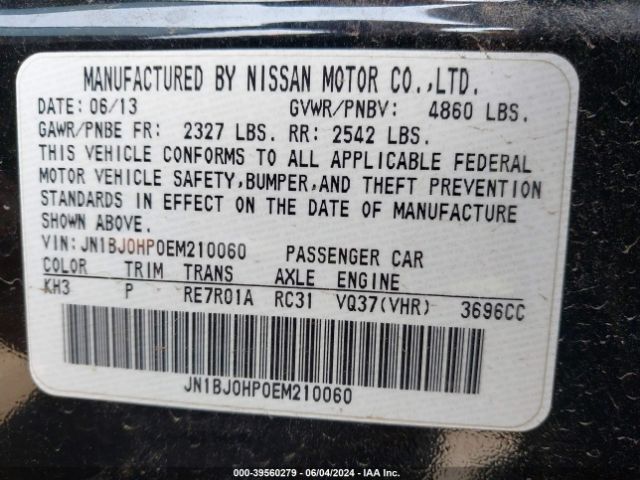 MANUFACTURED BY NISSAN MOTOR CO.,LTD.
DATE: 06/13 GVWR/PNBV: 4860 LBS.
GAWR/PNBE FR: 2327 LBS. RR: 2542 LBS.
THIS VEHICLE CONFORMS TO ALL APPLICABLE FEDERAL
MOTOR VEHICLE SAFETY,BUMPER,AND THEFT PREVENTION
STANDARDS IN EFFECT ON THE DATE OF MANUFACTURE
SHOWN ABOVE.
VIN:JN1BJ0HP0EM210060 PASSENGER CAR
COLOR TRIM TRANS AXLE ENGINE
KH3 P RE7R01A RC31 VQ37(VHR) 3696CC
JN1BJ0HP0EM210060
000-39560279 - 06/04/2024 - IAA Inc.